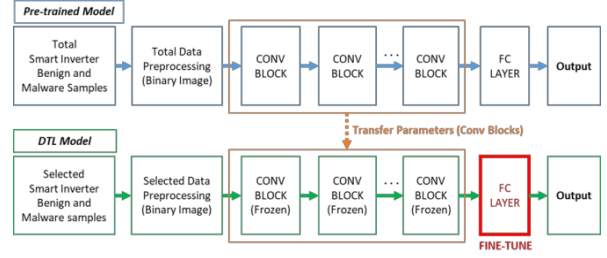 Pre-trained Model
Total
Smart Inverter
Benign and
Malware Samples
Total Data
Preprocessing
(Binary Image)
CONV
BLOCK
CONV
BLOCK
...
CONV
BLOCK
FC
LAYER
Output
Transfer Parameters (Conv Blocks)
DTL Model
Selected
Smart Inverter
Benign and
Malware samples
Selected Data
Preprocessing
(Binary Image)
CONV
BLOCK
(Frozen)
CONV
BLOCK
(Frozen)
...
CONV
BLOCK
(Frozen)
FC
LAYER
Output
FINE-TUNE